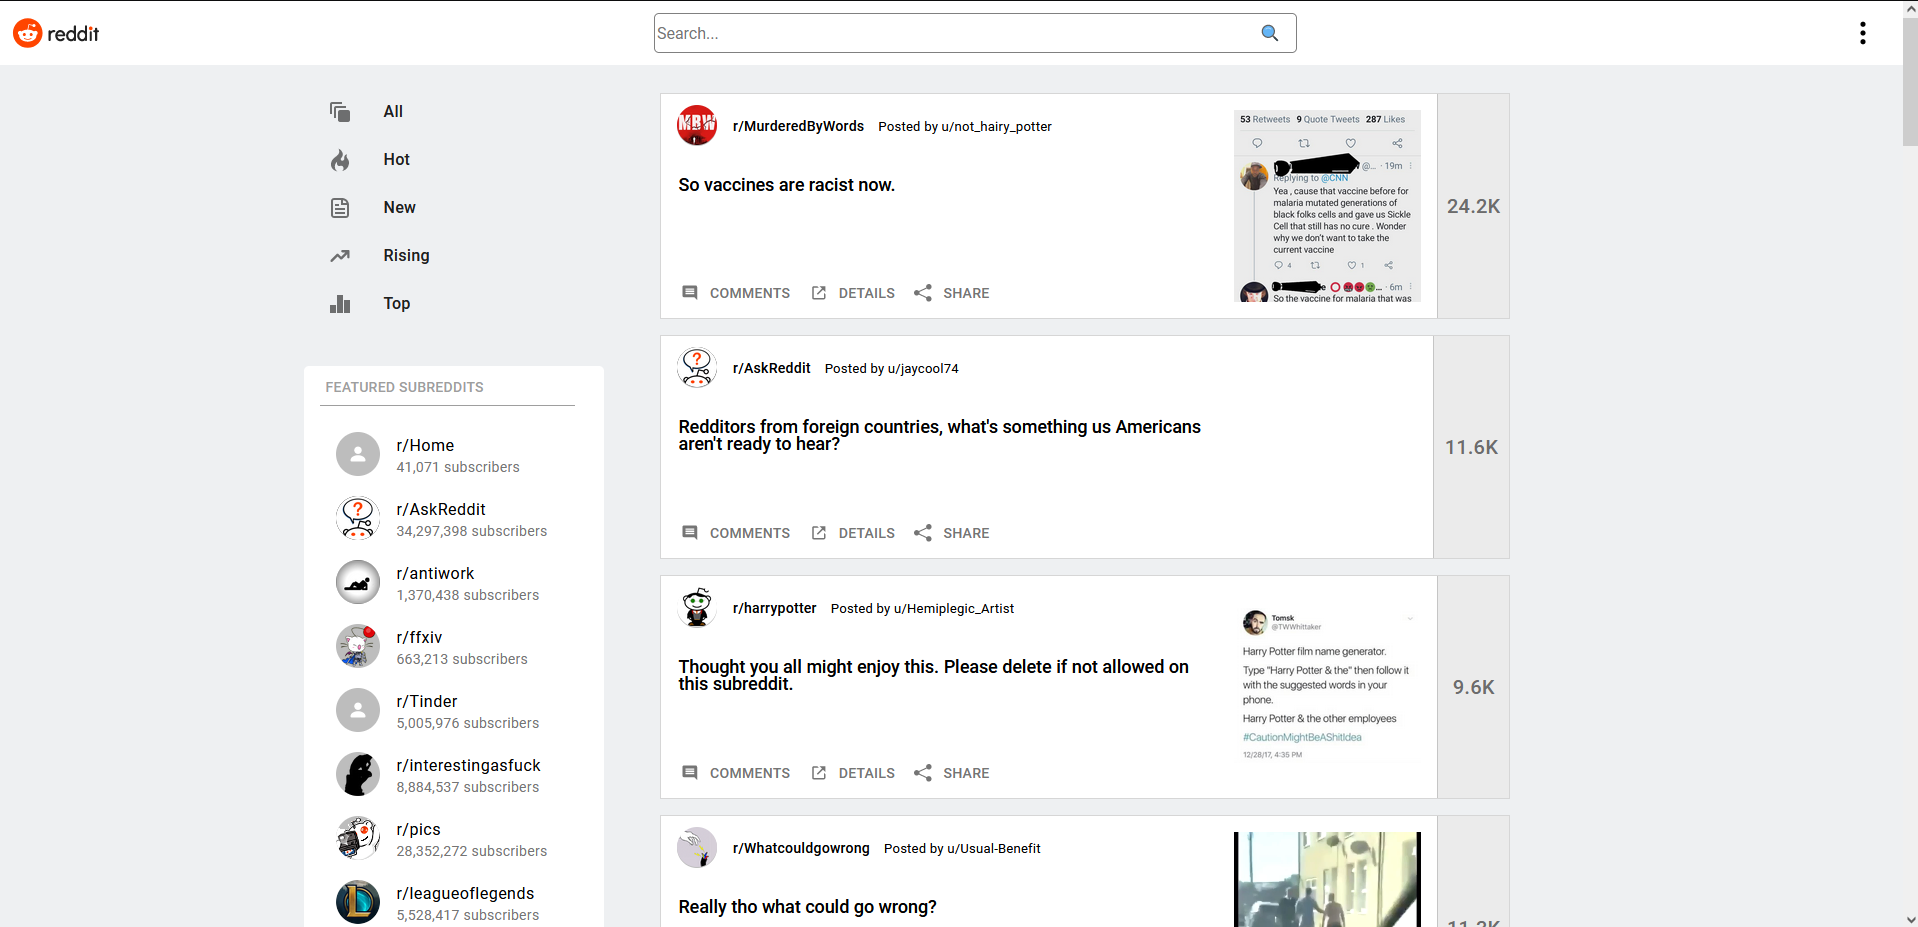 reddit
Search...
All
Hot
New
Rising
Top
FEATURED SUBREDDITS
r/Home
41,071 subscribers
r/AskReddit
34,297,398 subscribers
r/antiwork
1,370,438 subscribers
r/ffxiv
663,213 subscribers
r/Tinder
5,005,976 subscribers
r/interestingasfuck
8,884,537 subscribers
r/pics
28,352,272 subscribers
r/leagueoflegends
5,528,417 subscribers
MBW
r/MurderedByWords Posted by u/not_hairy_potter
So vaccines are racist now.
COMMENTS DETAILS SHARE
53 Retweets 9 Quote Tweets 287 Likes
@... · 19m
Replying to @CNN
Yea , cause that vaccine before for
malaria mutated generations of
black folks cells and gave us Sickle
Cell that still has no cure . Wonder
why we don't want to take the
current vaccine
4 1
... · 6m
So the vaccine for malaria that was
24.2K
r/AskReddit Posted by u/jaycool74
Redditors from foreign countries, what's something us Americans
aren't ready to hear?
COMMENTS DETAILS SHARE
11.6K
r/harrypotter Posted by u/Hemiplegic_Artist
Thought you all might enjoy this. Please delete if not allowed on
this subreddit.
COMMENTS DETAILS SHARE
Tomsk
@TWWhittaker
Harry Potter film name generator.
Type "Harry Potter & the" then follow it
with the suggested words in your
phone.
Harry Potter & the other employees
#CautionMightBeAShitIdea
12/28/17, 4:35 PM
9.6K
r/Whatcouldgowrong Posted by u/Usual-Benefit
Really tho what could go wrong?